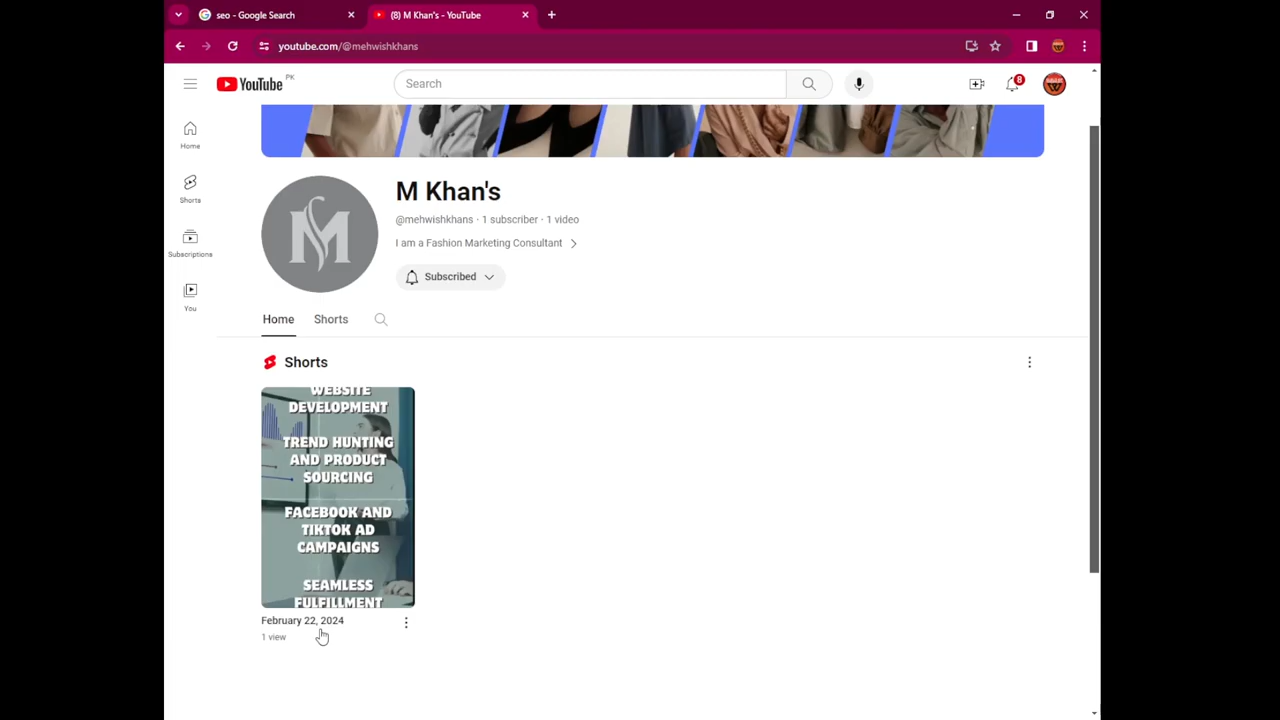 seo - Google Search
(8) M Khan's - YouTube
youtube.com/@mehwishkhans
YouTube PK
Search
8
Home
Shorts
Subscriptions
You
M
M Khan's
@mehwishkhans · 1 subscriber · 1 video
I am a Fashion Marketing Consultant
Subscribed
Home
Shorts
Shorts
WEBSITE
DEVELOPMENT
TREND HUNTING
AND PRODUCT
SOURCING
FACEBOOK AND
TIKTOK AD
CAMPAIGNS
SEAMLESS
FULFILLMENT
February 22, 2024
1 view